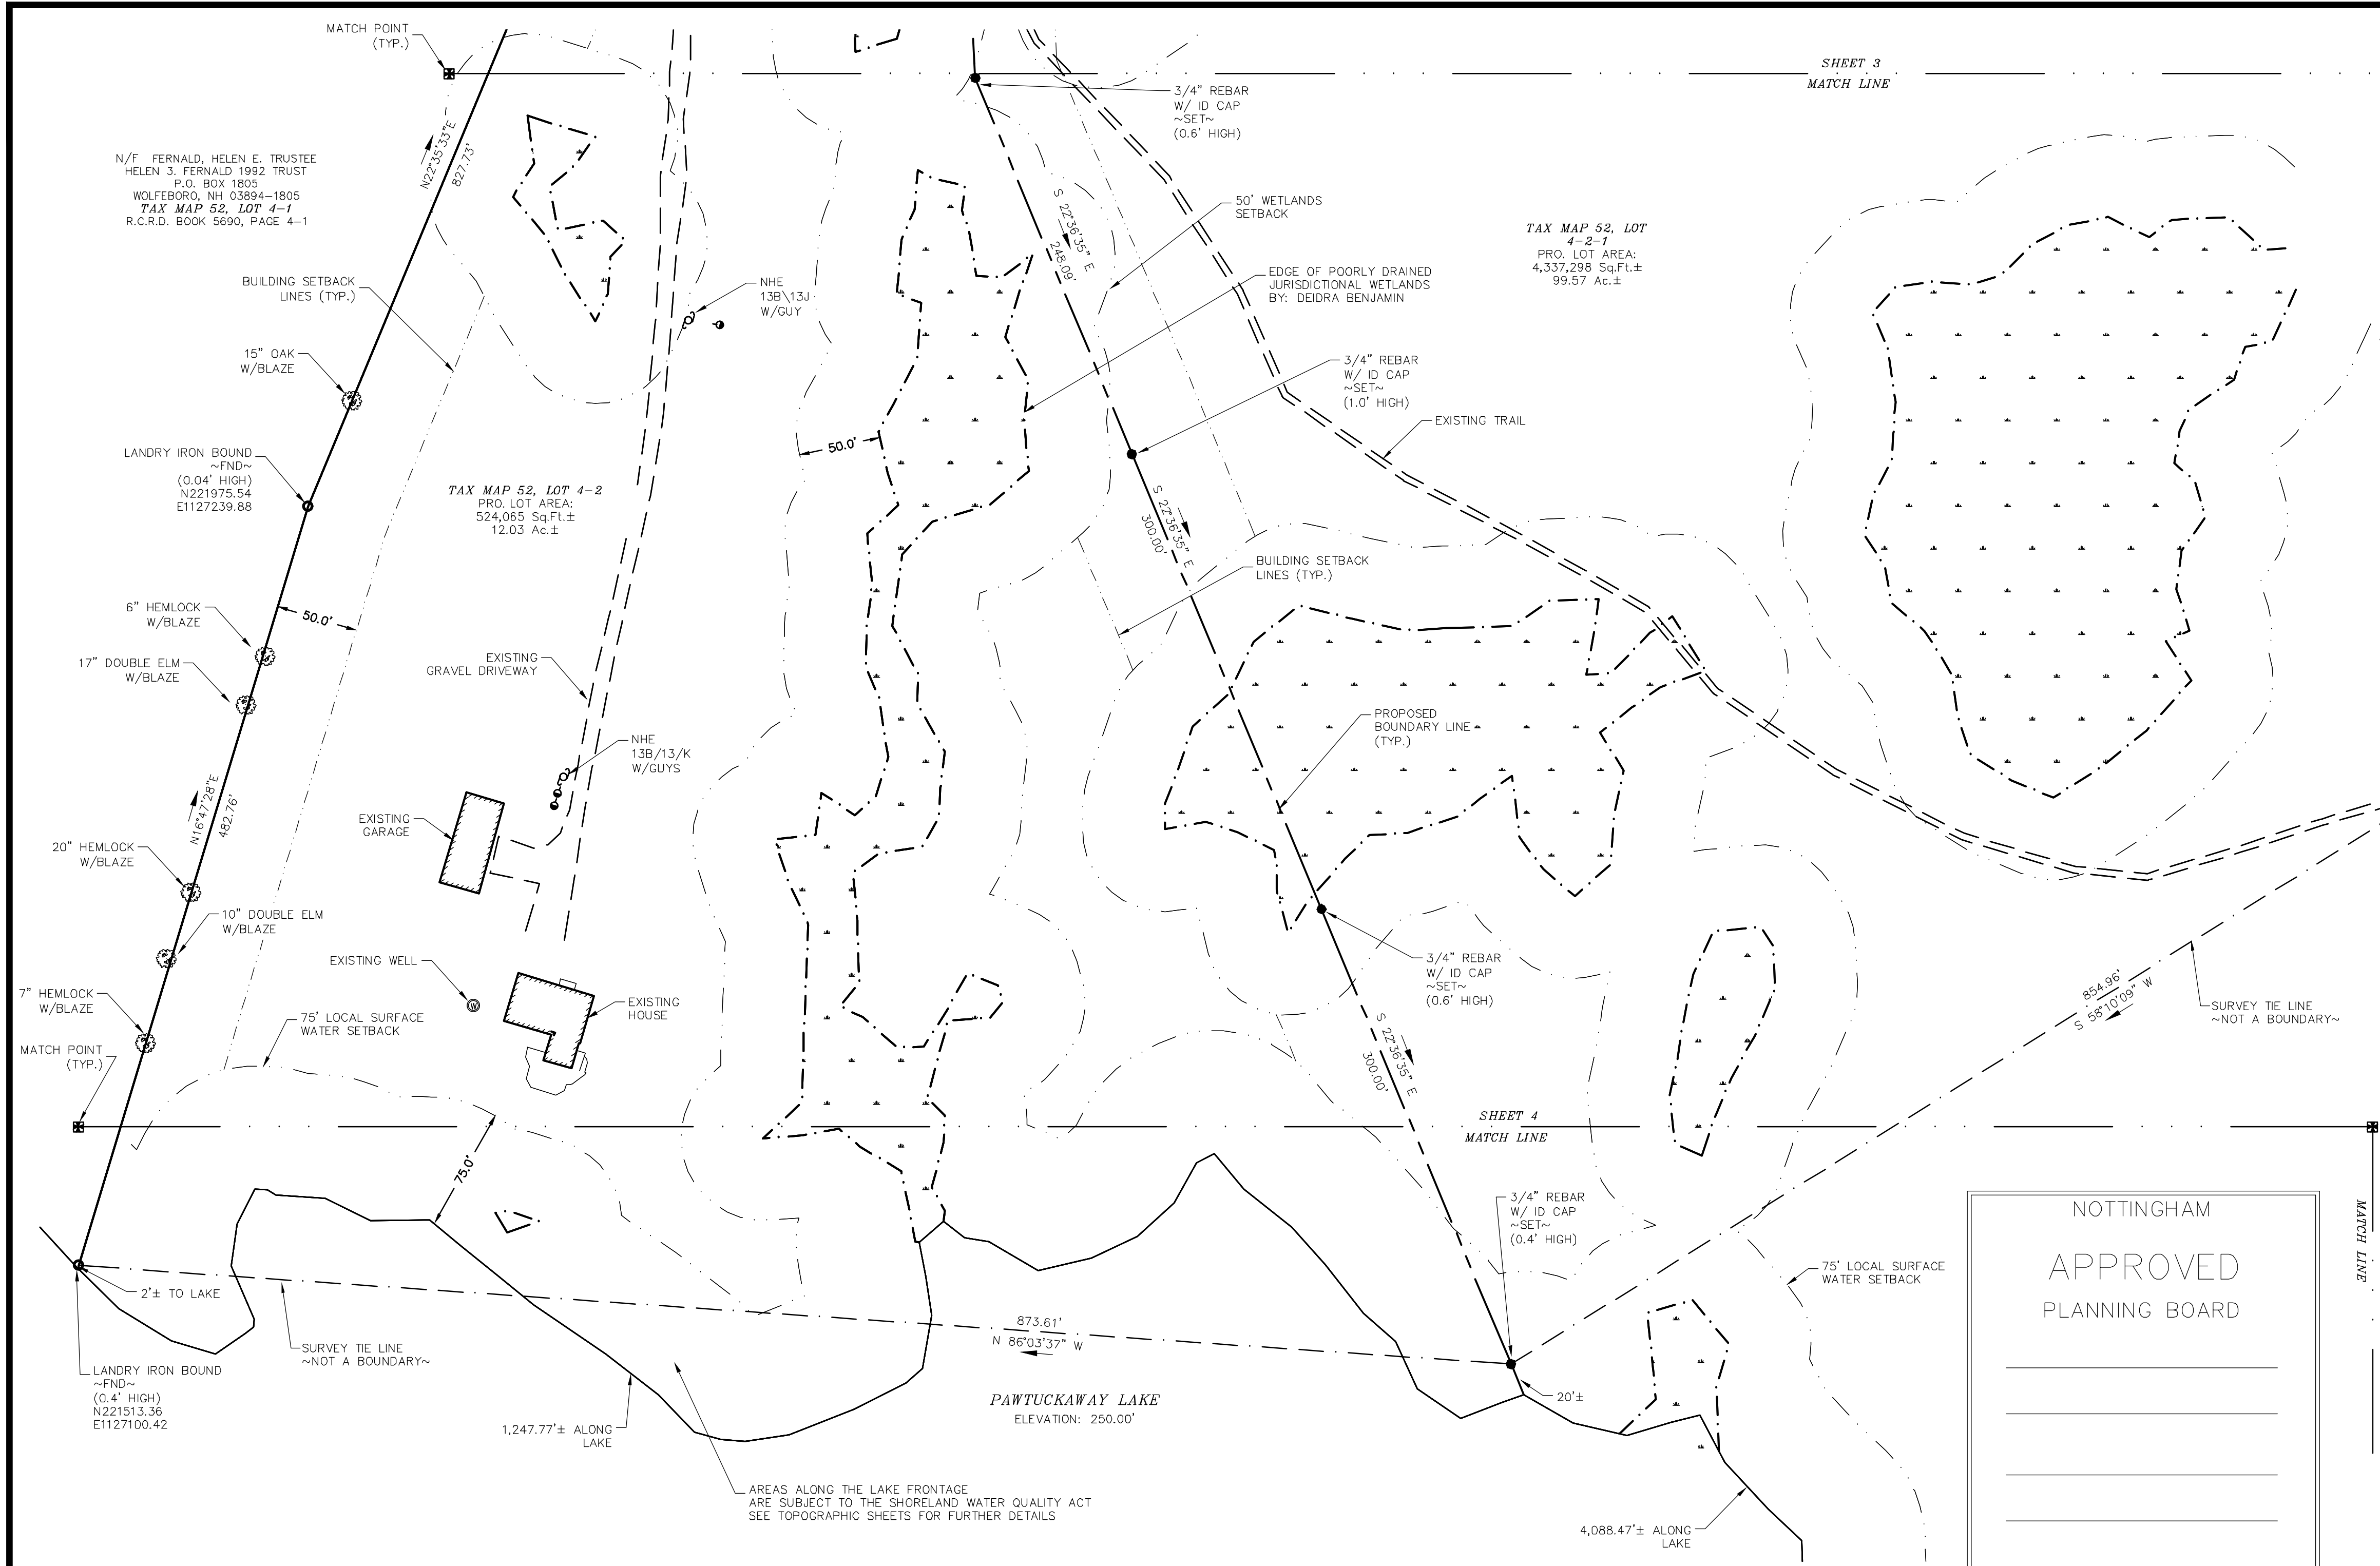 MATCH POINT
(TYP.)
SHEET 3
MATCH LINE
3/4" REBAR
W/ ID CAP
~SET~
(0.6' HIGH)
N22°35'33"E
827.73'
N/F FERNALD, HELEN E. TRUSTEE
HELEN 3. FERNALD 1992 TRUST
P.O. BOX 1805
WOLFEBORO, NH 03894-1805
TAX MAP 52, LOT 4-1
R.C.R.D. BOOK 5690, PAGE 4-1
S 22°36'35" E
248.09'
50' WETLANDS
SETBACK
TAX MAP 52, LOT
4-2-1
PRO. LOT AREA:
4,337,298 Sq.Ft.±
99.57 Ac.±
BUILDING SETBACK
LINES (TYP.)
NHE
13B\13J
W/GUY
EDGE OF POORLY DRAINED
JURISDICTIONAL WETLANDS
BY: DEIDRA BENJAMIN
15" OAK
W/BLAZE
3/4" REBAR
W/ ID CAP
~SET~
(1.0' HIGH)
EXISTING TRAIL
50.0'
LANDRY IRON BOUND
~FND~
(0.04' HIGH)
N221975.54
E1127239.88
TAX MAP 52, LOT 4-2
PRO. LOT AREA:
524,065 Sq.Ft.±
12.03 Ac.±
S 22°36'35" E
300.00'
BUILDING SETBACK
LINES (TYP.)
6" HEMLOCK
W/BLAZE
50.0'
17" DOUBLE ELM
W/BLAZE
EXISTING
GRAVEL DRIVEWAY
PROPOSED
BOUNDARY LINE
(TYP.)
NHE
13B/13/K
W/GUYS
N16°47'28"E
482.76'
EXISTING
GARAGE
20" HEMLOCK
W/BLAZE
10" DOUBLE ELM
W/BLAZE
EXISTING WELL
W
3/4" REBAR
W/ ID CAP
~SET~
(0.6' HIGH)
7" HEMLOCK
W/BLAZE
EXISTING
HOUSE
854.96'
S 58°10'09" W
SURVEY TIE LINE
~NOT A BOUNDARY~
75' LOCAL SURFACE
WATER SETBACK
MATCH POINT
(TYP.)
S 22°36'35" E
300.00'
SHEET 4
MATCH LINE
75.0'
3/4" REBAR
W/ ID CAP
~SET~
(0.4' HIGH)
NOTTINGHAM
APPROVED
PLANNING BOARD
MATCH LINE
75' LOCAL SURFACE
WATER SETBACK
2'± TO LAKE
873.61'
N 86°03'37" W
SURVEY TIE LINE
~NOT A BOUNDARY~
LANDRY IRON BOUND
~FND~
(0.4' HIGH)
N221513.36
E1127100.42
20'±
PAWTUCKAWAY LAKE
ELEVATION: 250.00'
1,247.77'± ALONG
LAKE
AREAS ALONG THE LAKE FRONTAGE
ARE SUBJECT TO THE SHORELAND WATER QUALITY ACT
SEE TOPOGRAPHIC SHEETS FOR FURTHER DETAILS
4,088.47'± ALONG
LAKE